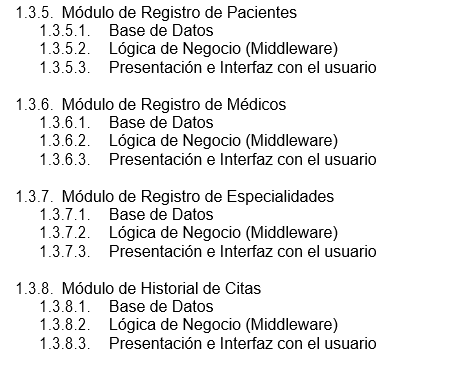 1.3.5. Módulo de Registro de Pacientes
1.3.5.1. Base de Datos
1.3.5.2. Lógica de Negocio (Middleware)
1.3.5.3. Presentación e Interfaz con el usuario
1.3.6. Módulo de Registro de Médicos
1.3.6.1. Base de Datos
1.3.6.2. Lógica de Negocio (Middleware)
1.3.6.3. Presentación e Interfaz con el usuario
1.3.7. Módulo de Registro de Especialidades
1.3.7.1. Base de Datos
1.3.7.2. Lógica de Negocio (Middleware)
1.3.7.3. Presentación e Interfaz con el usuario
1.3.8. Módulo de Historial de Citas
1.3.8.1. Base de Datos
1.3.8.2. Lógica de Negocio (Middleware)
1.3.8.3. Presentación e Interfaz con el usuario